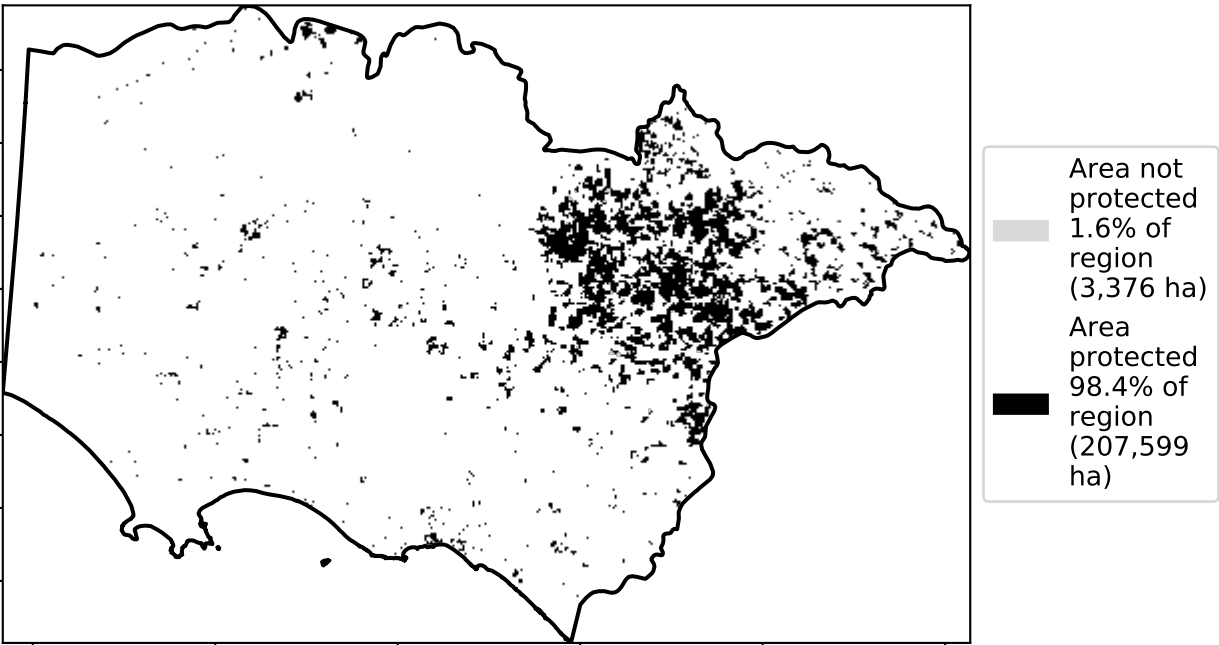 Area not
protected
1.6% of
region
(3,376 ha)
Area
protected
98.4% of
region
(207,599
ha)